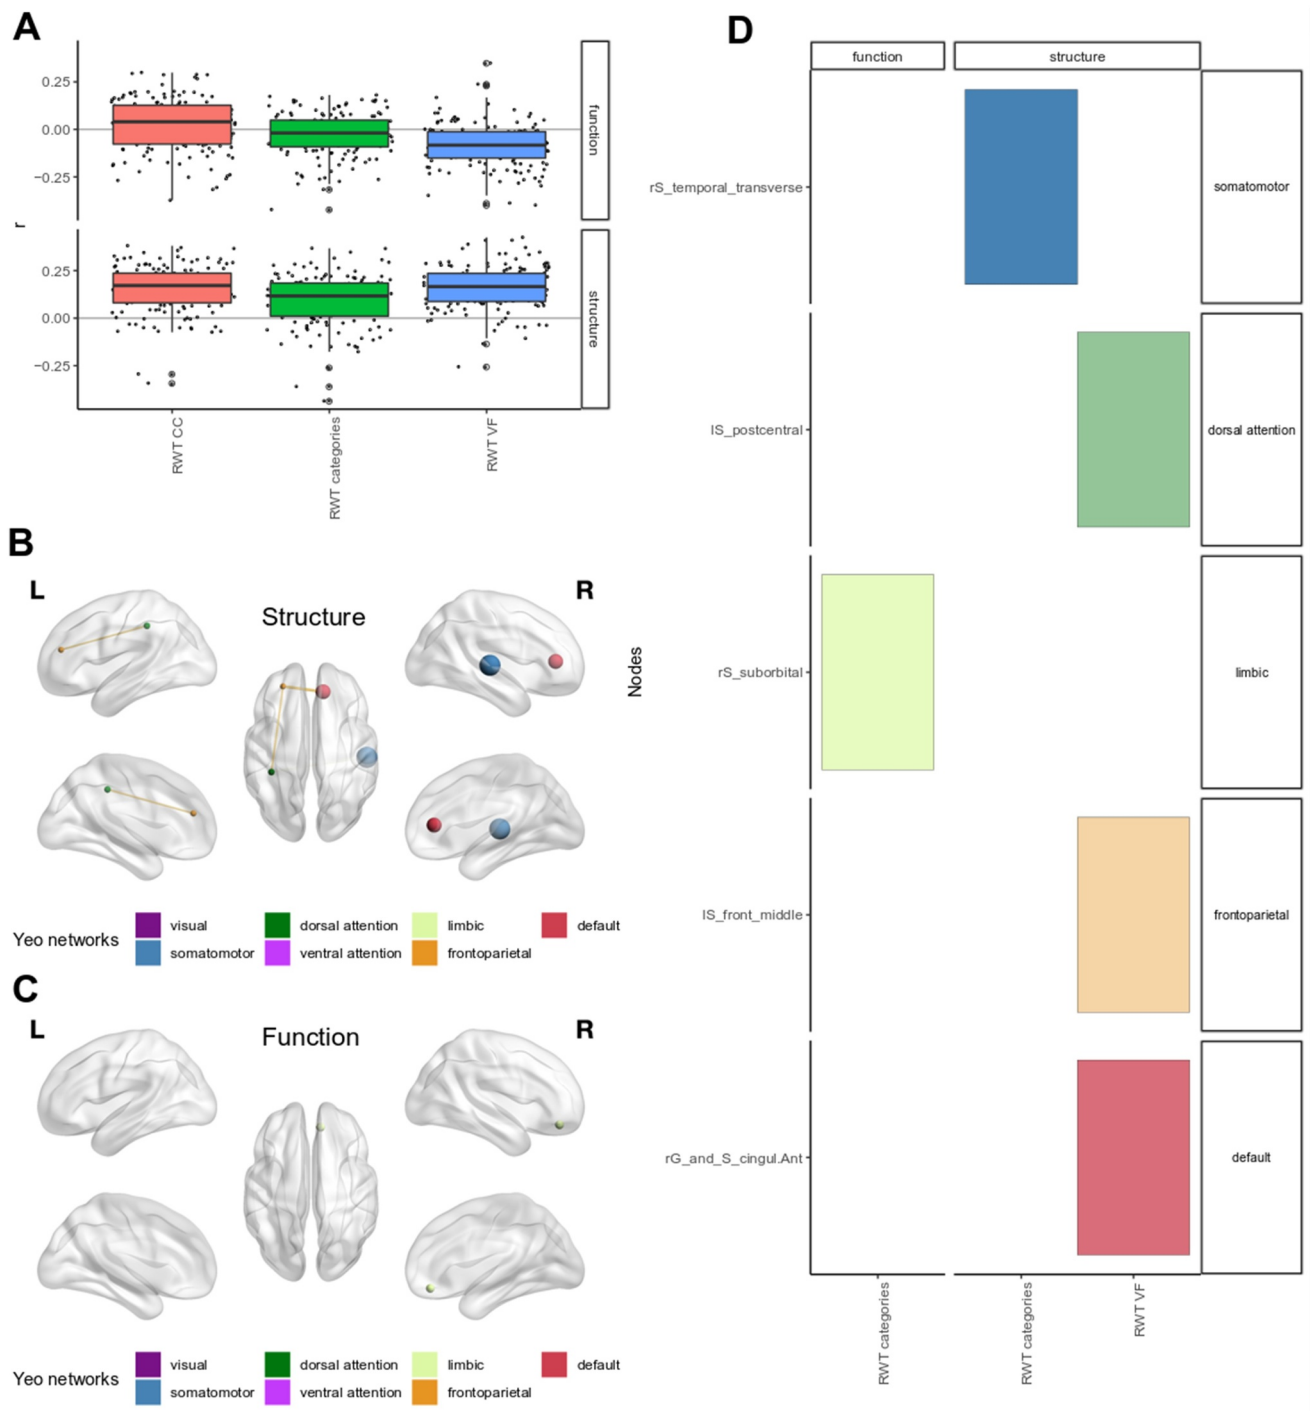 A
0.25
0.00
−0.25
function
r
0.25
0.00
−0.25
structure
RWT CC
RWT categories
RWT VF
B
L
Structure
R
Yeo networks
visual
dorsal attention
limbic
default
somatomotor
ventral attention
frontoparietal
C
L
Function
R
Yeo networks
visual
dorsal attention
limbic
default
somatomotor
ventral attention
frontoparietal
D
function
structure
Nodes
rS_temporal_transverse
somatomotor
lS_postcentral
dorsal attention
rS_suborbital
limbic
lS_front_middle
frontoparietal
rG_and_S_cingul.Ant
default
RWT categories
RWT categories
RWT VF